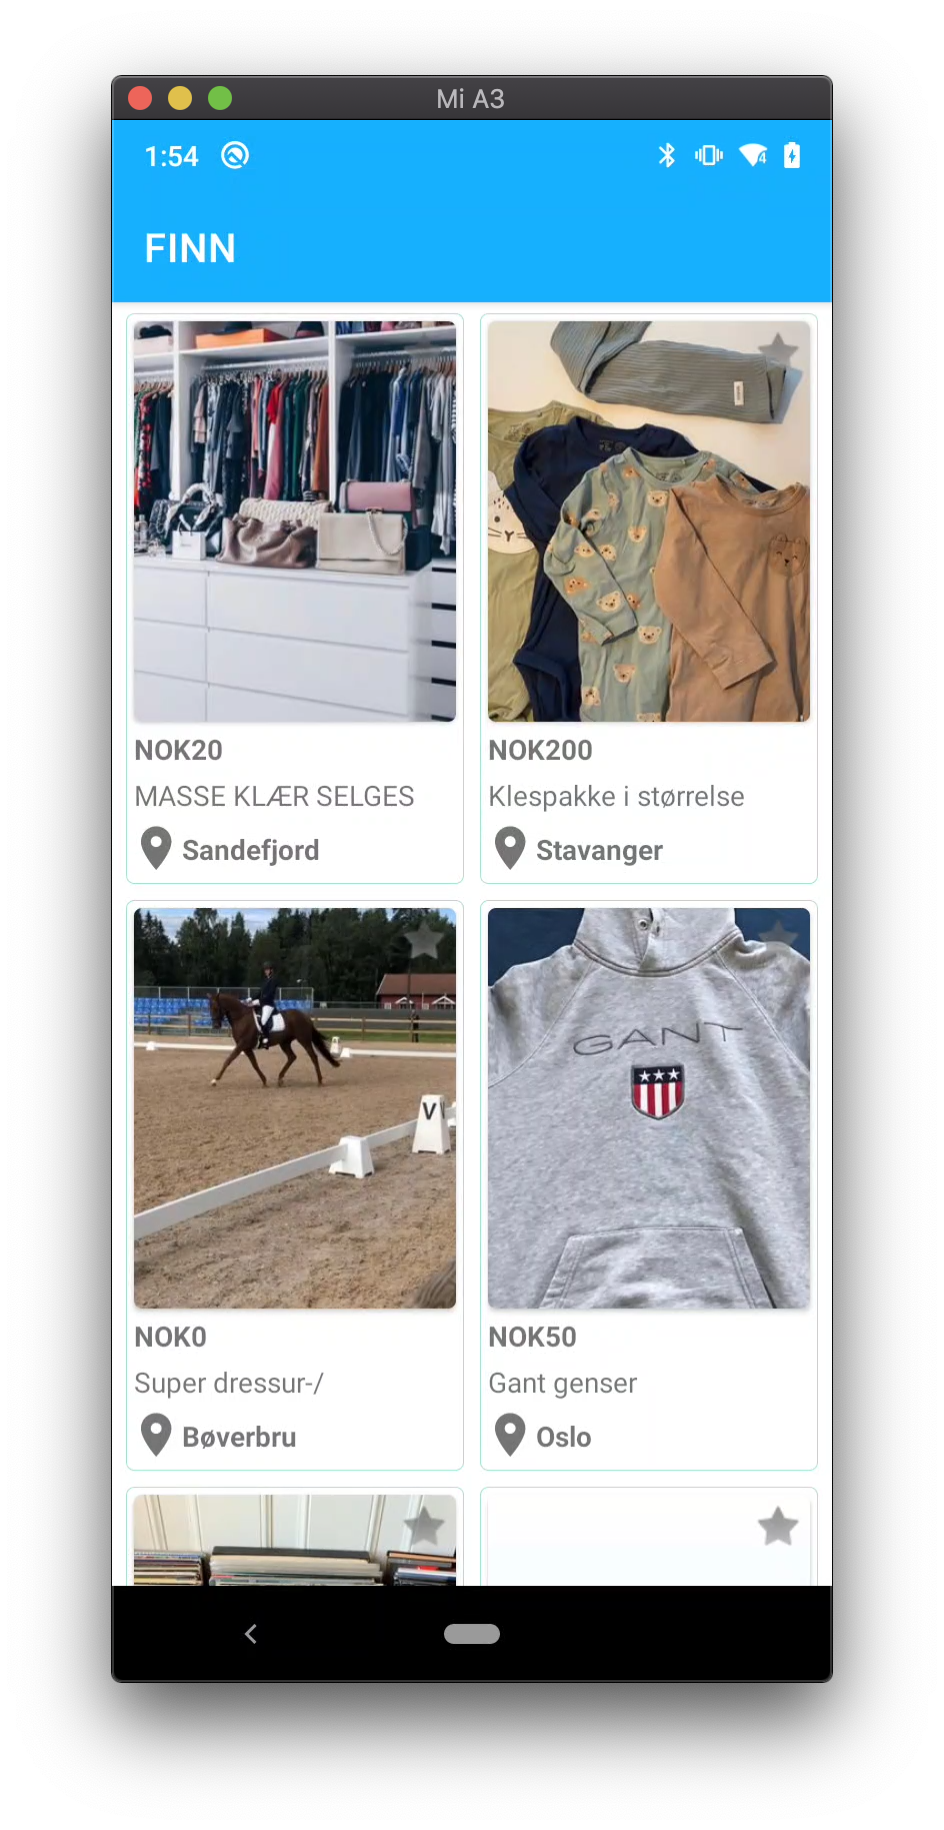 Mi A3
1:54
4
FINN
NOK20
MASSE KLÆR SELGES
Sandefjord
NOK200
Klespakke i størrelse
Stavanger
V
GANT
NOK0
Super dressur-/
Bøverbru
NOK50
Gant genser
Oslo